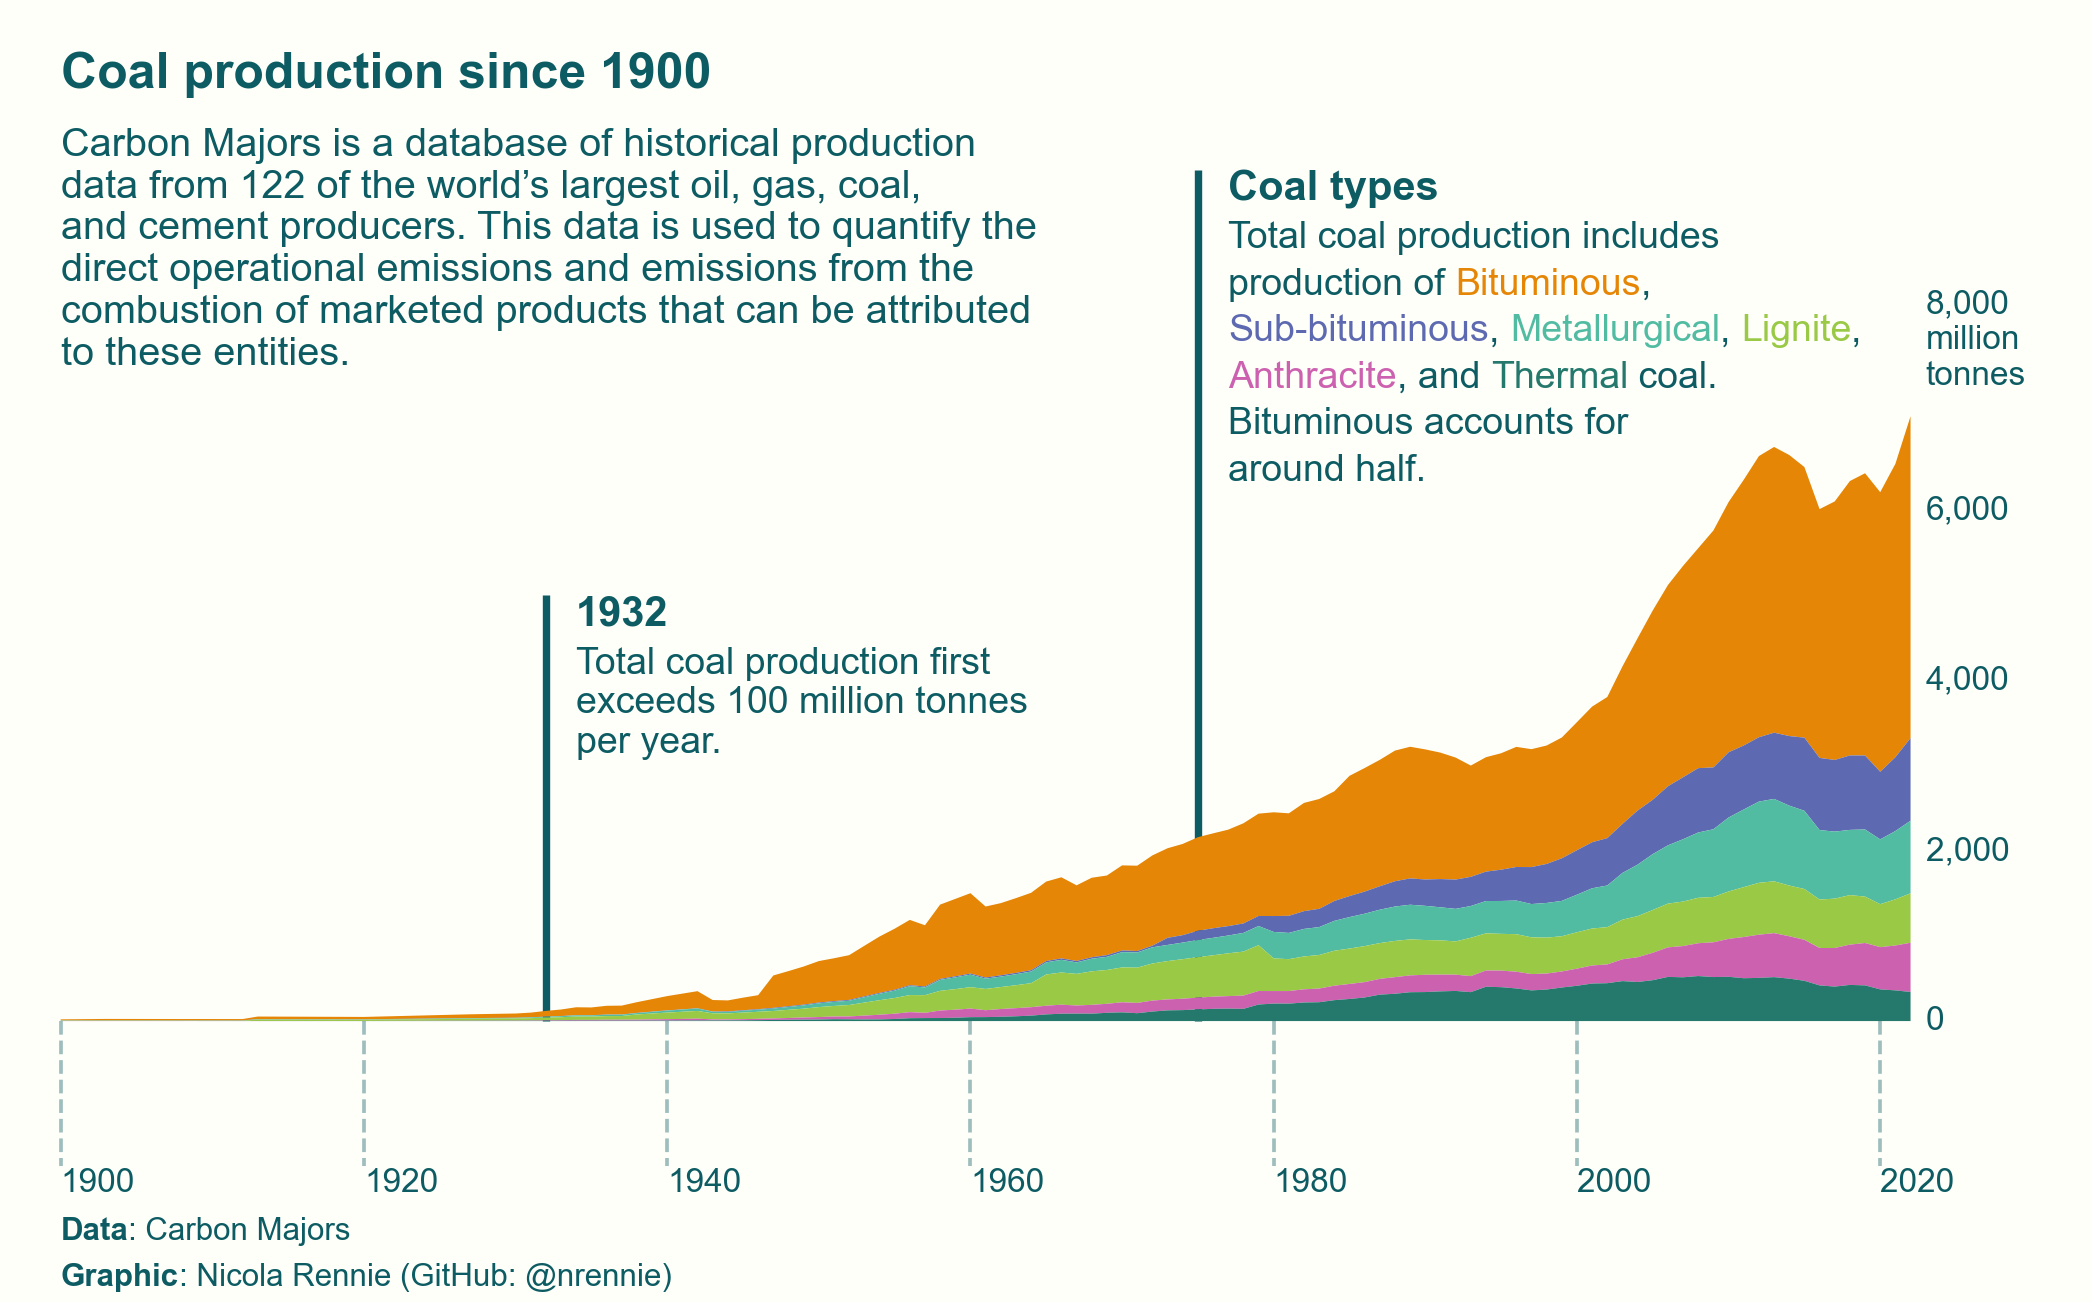 Coal production since 1900
Carbon Majors is a database of historical production
data from 122 of the world’s largest oil, gas, coal,
and cement producers. This data is used to quantify the
direct operational emissions and emissions from the
combustion of marketed products that can be attributed
to these entities.
Coal types
Total coal production includes
production of Bituminous,
Sub-bituminous, Metallurgical, Lignite,
Anthracite, and Thermal coal.
Bituminous accounts for
around half.
8,000
million
tonnes
6,000
4,000
2,000
0
1932
Total coal production first
exceeds 100 million tonnes
per year.
1900 1920 1940 1960 1980 2000 2020
Data: Carbon Majors
Graphic: Nicola Rennie (GitHub: @nrennie)